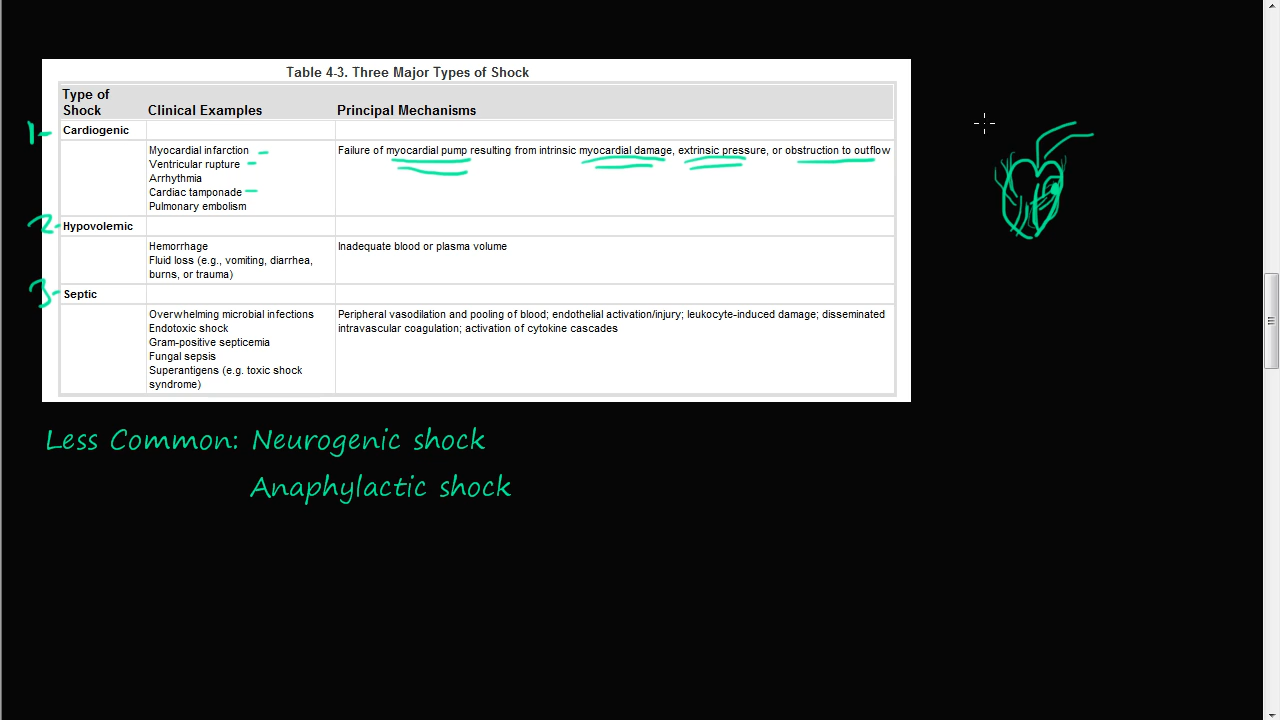 Table 4-3. Three Major Types of Shock
Type of Shock Clinical Examples Principal Mechanisms
1- Cardiogenic
Myocardial infarction Failure of myocardial pump resulting from intrinsic myocardial damage, extrinsic pressure, or obstruction to outflow
Ventricular rupture
Arrhythmia
Cardiac tamponade
Pulmonary embolism
2- Hypovolemic
Hemorrhage Inadequate blood or plasma volume
Fluid loss (e.g., vomiting, diarrhea,
burns, or trauma)
3- Septic
Overwhelming microbial infections Peripheral vasodilation and pooling of blood; endothelial activation/injury; leukocyte-induced damage; disseminated
Endotoxic shock intravascular coagulation; activation of cytokine cascades
Gram-positive septicemia
Fungal sepsis
Superantigens (e.g. toxic shock
syndrome)
Less Common: Neurogenic shock
Anaphylactic shock